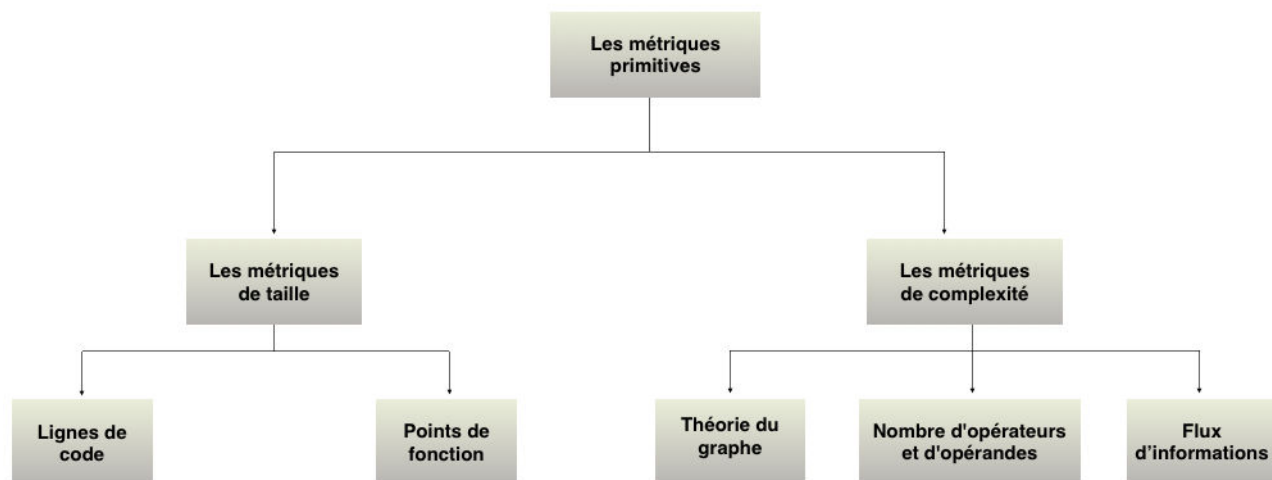 Les métriques
primitives
Les métriques
de taille
Les métriques
de complexité
Lignes de
code
Points de
fonction
Théorie du
graphe
Nombre d'opérateurs
et d'opérandes
Flux
d’informations